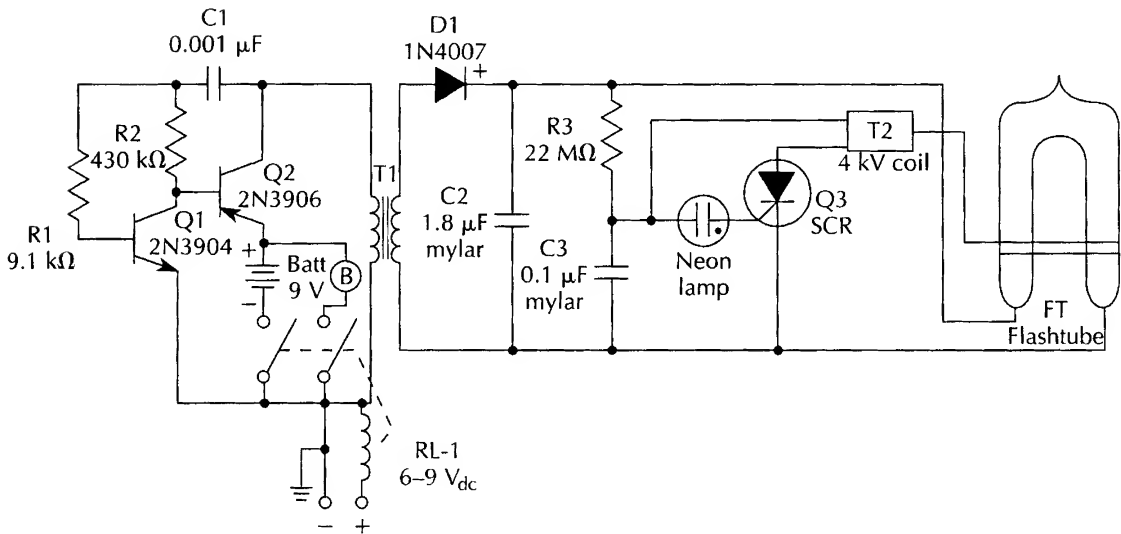 C1
0.001 µF
D1
1N4007
+
R2
430 kΩ
R3
22 MΩ
T2
4 kV coil
Q2
2N3906
T1
Q1
2N3904
R1
9.1 kΩ
C2
1.8 µF
mylar
Q3
SCR
C3
0.1 µF
mylar
Neon
lamp
+
Batt
9 V
B
−
FT
Flashtube
RL-1
6–9 Vdc
− +